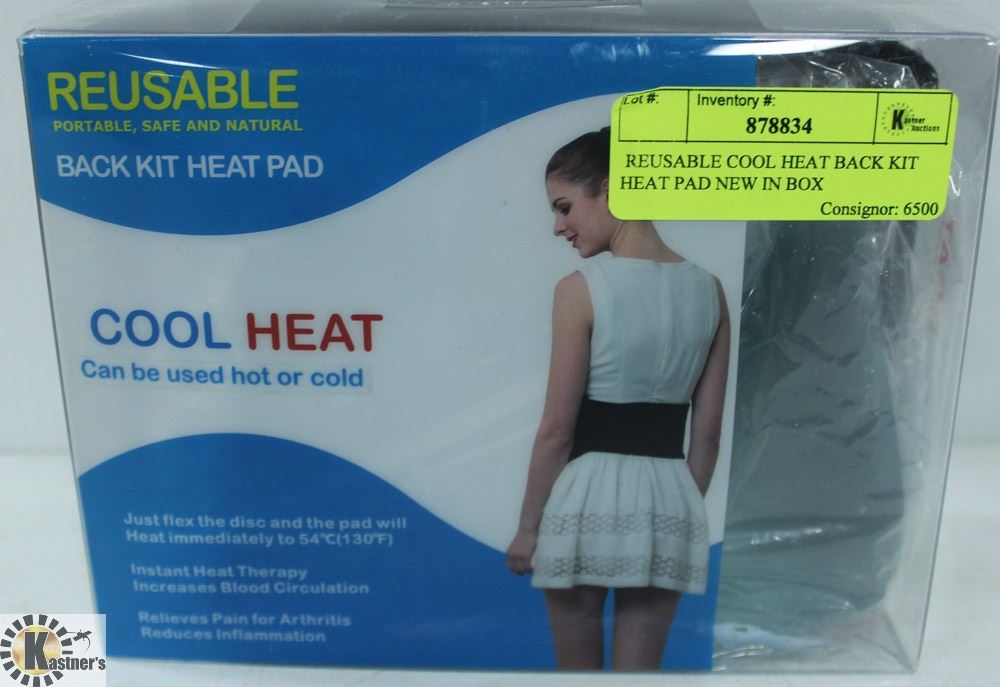 REUSABLE
PORTABLE, SAFE AND NATURAL
BACK KIT HEAT PAD
Lot #:
Inventory #:
878834
Kastner
Auctions
REUSABLE COOL HEAT BACK KIT
HEAT PAD NEW IN BOX
Consignor: 6500
COOL HEAT
Can be used hot or cold
Just flex the disc and the pad will
Heat immediately to 54℃(130℉)
Instant Heat Therapy
Increases Blood Circulation
Relieves Pain for Arthritis
Reduces Inflammation
Kastner's